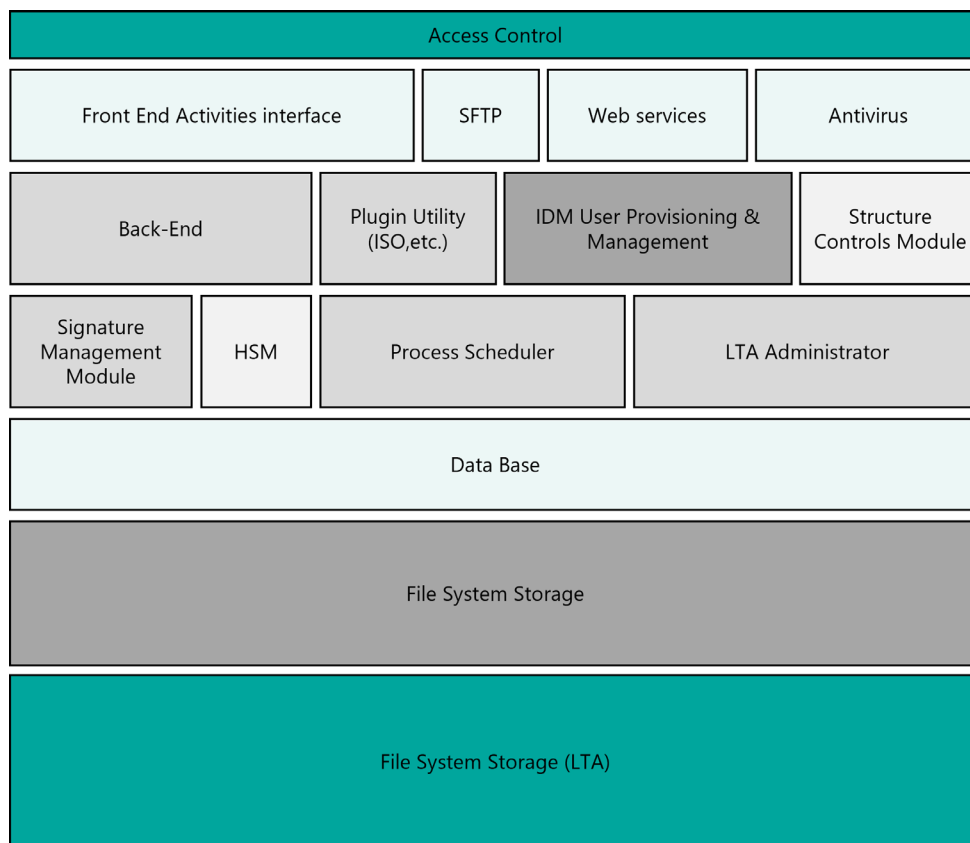 Access Control
Front End Activities interface
SFTP
Web services
Antivirus
Back-End
Plugin Utility
(ISO,etc.)
IDM User Provisioning &
Management
Structure
Controls Module
Signature
Management
Module
HSM
Process Scheduler
LTA Administrator
Data Base
File System Storage
File System Storage (LTA)